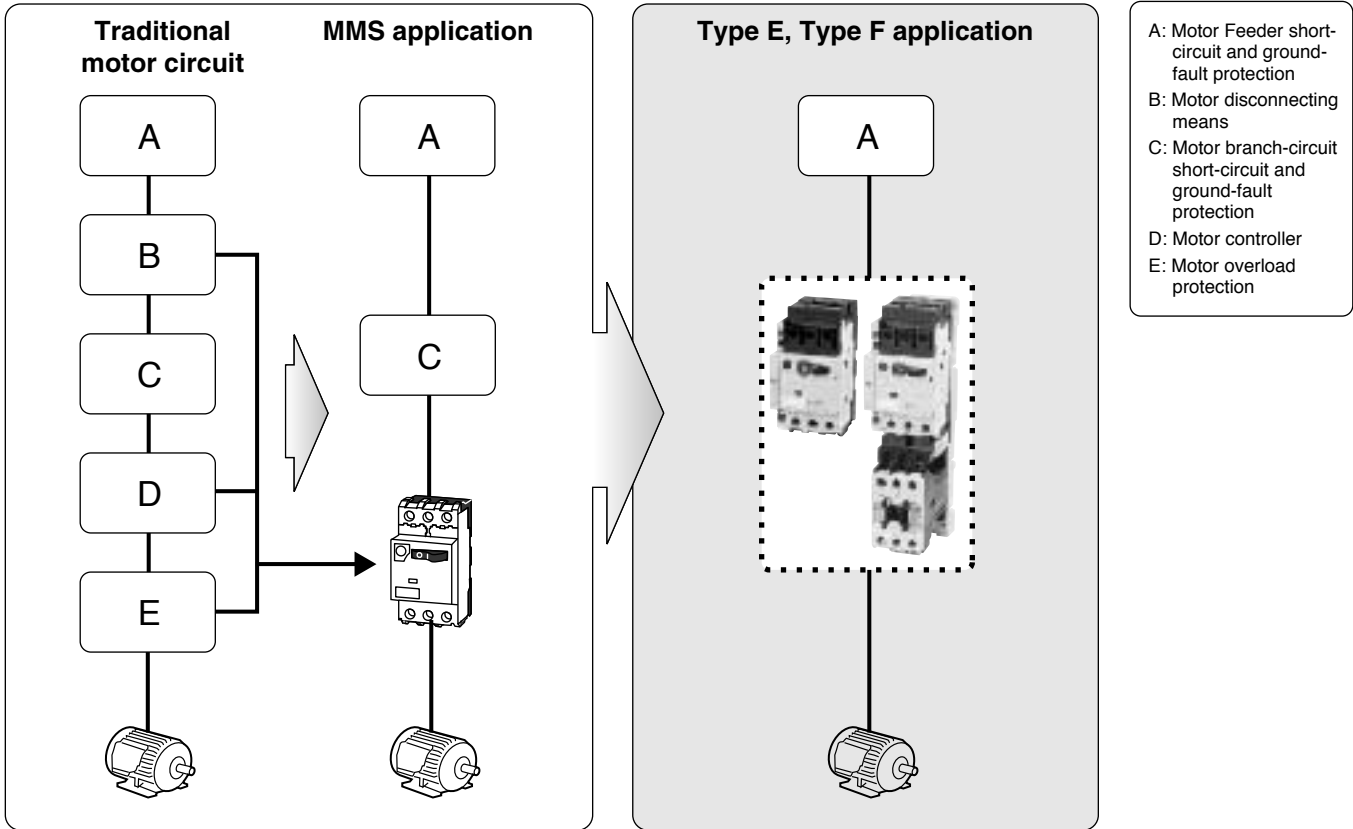 Traditional
motor circuit
A
B
C
D
E
MMS application
A
C
Type E, Type F application
A
A: Motor Feeder short-
circuit and ground-
fault protection
B: Motor disconnecting
means
C: Motor branch-circuit
short-circuit and
ground-fault
protection
D: Motor controller
E: Motor overload
protection